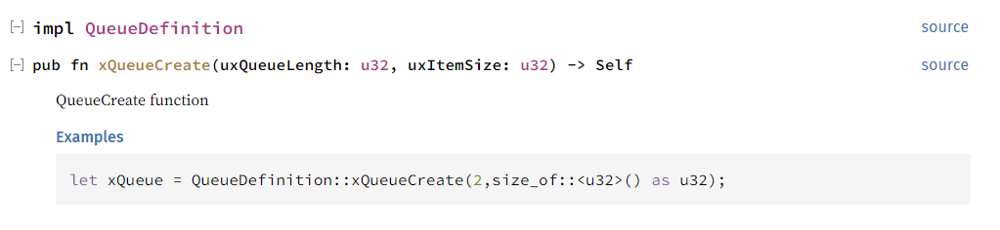 [-] impl QueueDefinition source
[-] pub fn xQueueCreate(uxQueueLength: u32, uxItemSize: u32) -> Self source
QueueCreate function
Examples
let xQueue = QueueDefinition::xQueueCreate(2,size_of::<u32>() as u32);